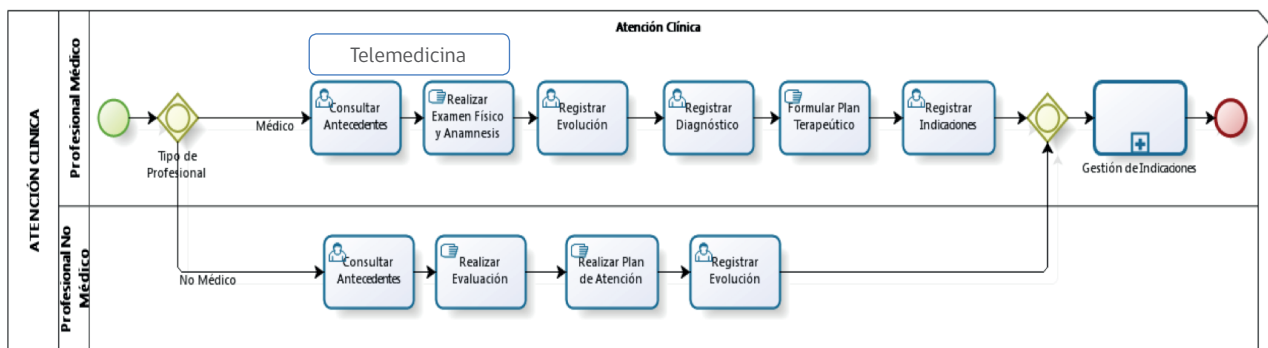 Atención Clínica
ATENCIÓN CLINICA
Profesional Médico
Telemedicina
Tipo de
Profesional
Médico
Consultar
Antecedentes
Realizar
Examen Físico
y Anamnesis
Registrar
Evolución
Registrar
Diagnóstico
Formular Plan
Terapeútico
Registrar
Indicaciones
Gestión de Indicaciones
Profesional No
Médico
No Médico
Consultar
Antecedentes
Realizar
Evaluación
Realizar Plan
de Atención
Registrar
Evolución